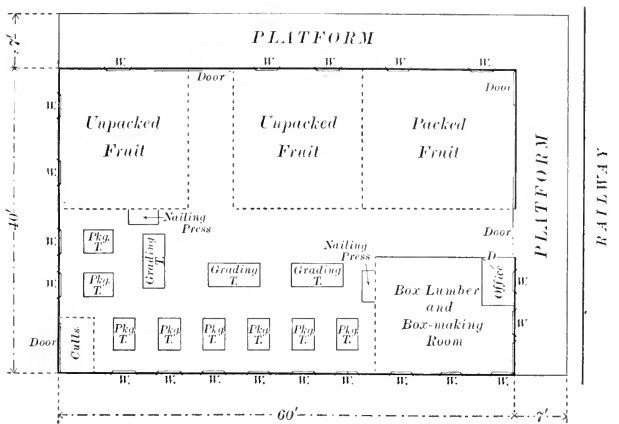 PLATFORM
7'
W. W. W. W. W.
Door
Door
W.
Unpacked
Fruit
Unpacked
Fruit
Packed
Fruit
W.
PLATFORM
RAILWAY
40'
Nailing
Press
Door
W.
Pkg.
T.
Grading
T.
Nailing
Press
D
W.
Pkg.
T.
Grading
T.
Grading
T.
Office
W.
Box Lumber
and
Box-making
Room
W
Door
Culls
Pkg
T.
Pkg
T.
Pkg
T.
Pkg
T.
Pkg
T.
Pkg
T.
W. W. W. W. W. W. W. W. W.
60'
7'